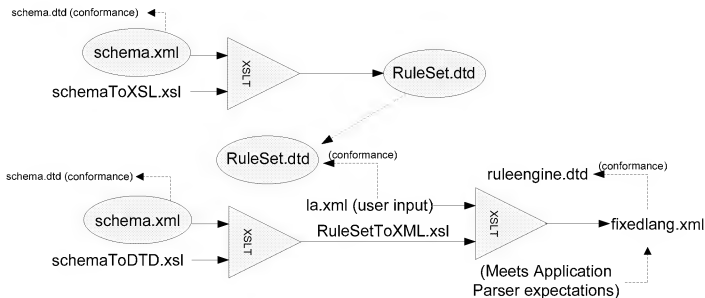 schema.dtd (conformance)
schema.xml
schemaToXSL.xsl
XSLT
RuleSet.dtd
RuleSet.dtd
(conformance)
schema.dtd (conformance)
schema.xml
schemaToDTD.xsl
XSLT
la.xml (user input)
RuleSetToXML.xsl
XSLT
ruleengine.dtd
(conformance)
fixedlang.xml
(Meets Application
Parser expectations)